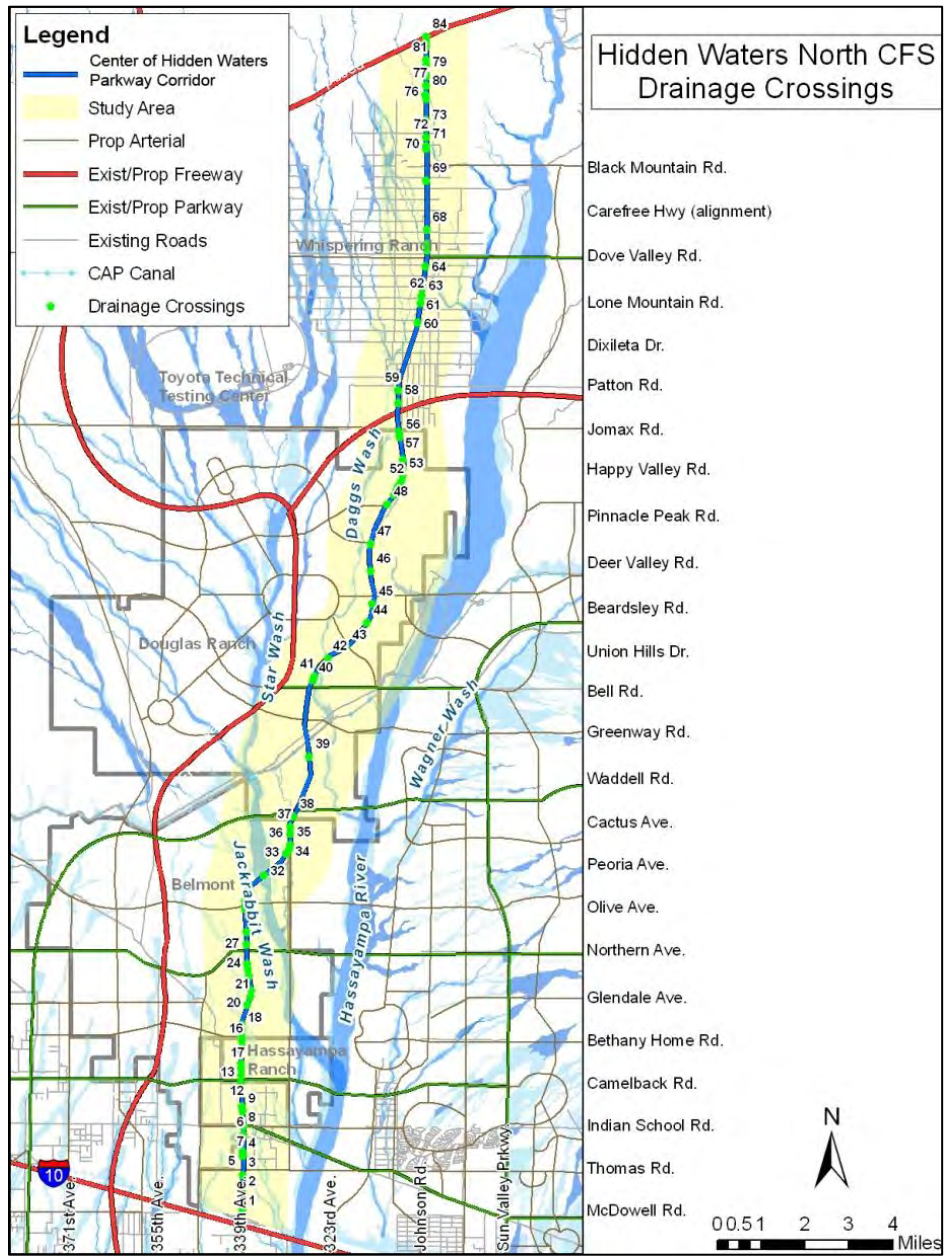 Legend
Center of Hidden Waters
Parkway Corridor
Study Area
Prop Arterial
Exist/Prop Freeway
Exist/Prop Parkway
Existing Roads
CAP Canal
Drainage Crossings
Hidden Waters North CFS
Drainage Crossings
84
81
79
77
80
76
73
72
71
70
69
68
Whispering Ranch
64
62
63
61
60
59
58
56
57
53
52
48
47
46
45
44
43
42
41
40
39
38
37
36
35
33
34
32
27
24
21
20
18
16
17
13
12
9
8
6
7
4
5
3
2
1
Toyota Technical
Testing Center
Daggs Wash
Star Wash
Douglas Ranch
Wagner Wash
Jackrabbit Wash
Belmont
Hassayampa River
Hassayampa
Ranch
Black Mountain Rd.
Carefree Hwy (alignment)
Dove Valley Rd.
Lone Mountain Rd.
Dixileta Dr.
Patton Rd.
Jomax Rd.
Happy Valley Rd.
Pinnacle Peak Rd.
Deer Valley Rd.
Beardsley Rd.
Union Hills Dr.
Bell Rd.
Greenway Rd.
Waddell Rd.
Cactus Ave.
Peoria Ave.
Olive Ave.
Northern Ave.
Glendale Ave.
Bethany Home Rd.
Camelback Rd.
Indian School Rd.
Thomas Rd.
McDowell Rd.
10
371st Ave.
355th Ave.
339th Ave.
323rd Ave.
Johnson Rd.
Sun Valley Prkwy.
N
0 0.5 1 2 3 4
Miles